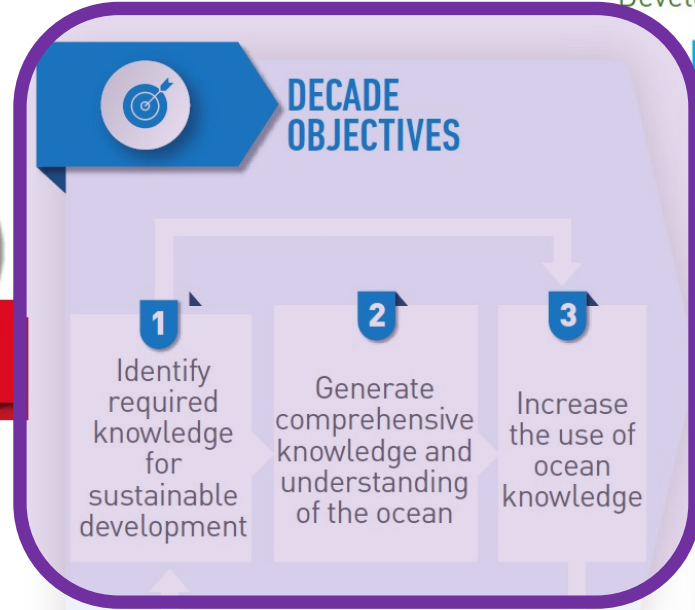 DECADE
OBJECTIVES
1
Identify
required
knowledge
for
sustainable
development
2
Generate
comprehensive
knowledge and
understanding
of the ocean
3
Increase
the use of
ocean
knowledge